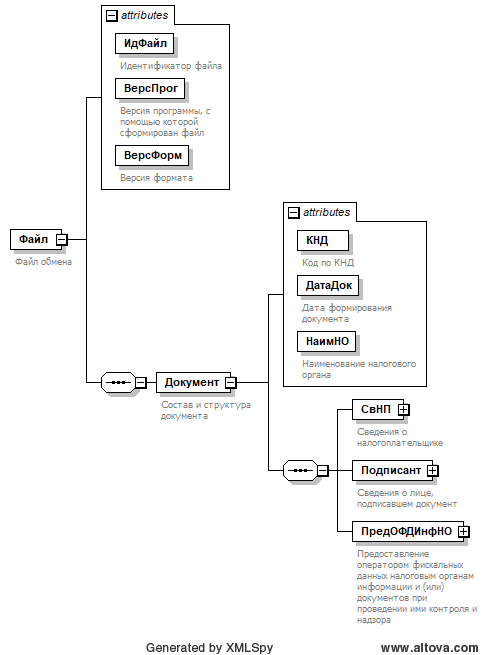 attributes
ИдФайл
Идентификатор файла
ВерсПрог
Версия программы, с
помощью которой
сформирован файл
ВерсФорм
Версия формата
Файл
Файл обмена
attributes
КНД
Код по КНД
ДатаДок
Дата формирования
документа
НаимНО
Наименование налогового
органа
Документ
Состав и структура
документа
СвНП
Сведения о
налогоплательщике
Подписант
Сведения о лице,
подписавшем документ
ПредОФДИнфНО
Предоставление
оператором фискальных
данных налоговым органам
информации и (или)
документов при
проведении ими контроля и
надзора
Generated by XMLSpy
www.altova.com